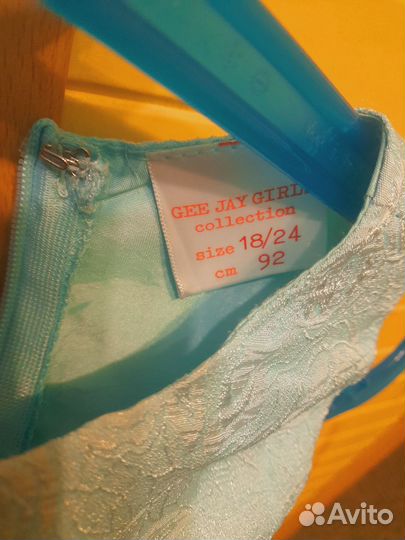 GEE JAY GIRL
collection
size 18/24
cm 92
Avito